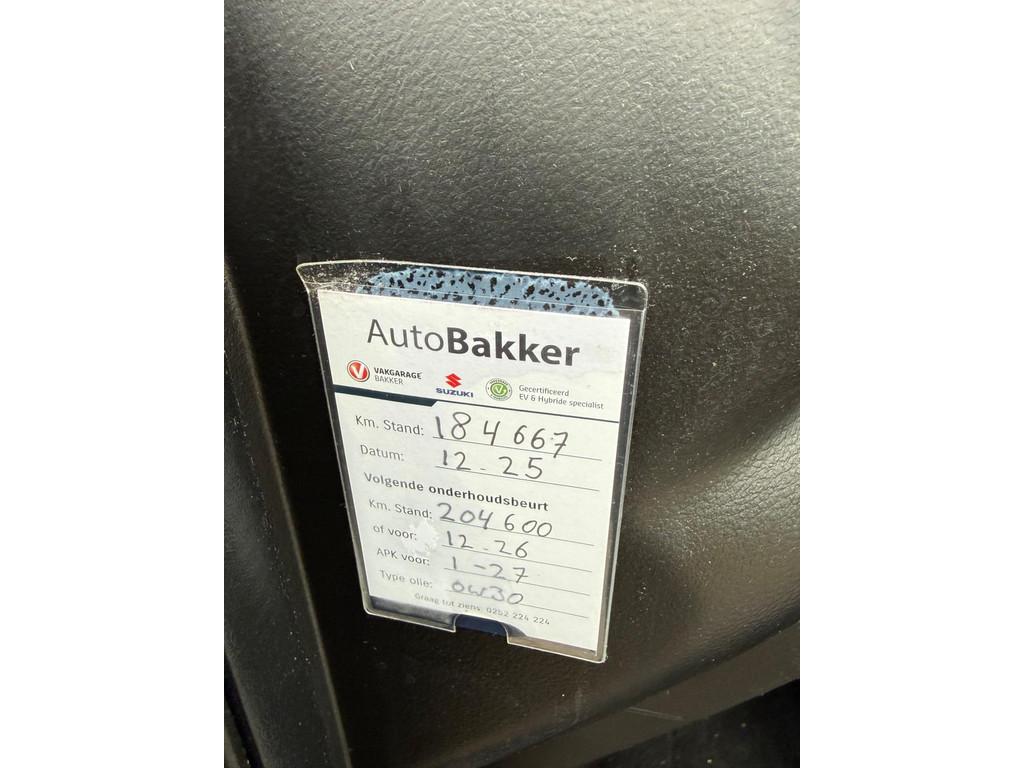 AutoBakker
VAKGARAGE
BAKKER
SUZUKI
Gecertificeerd
EV & Hybride specialist
Km. Stand: 184667
Datum: 12-25
Volgende onderhoudsbeurt
Km. Stand: 204600
of voor: 12-26
APK voor: 1-27
Type olie: 0W30
Graag tot ziens: 0252 224 224